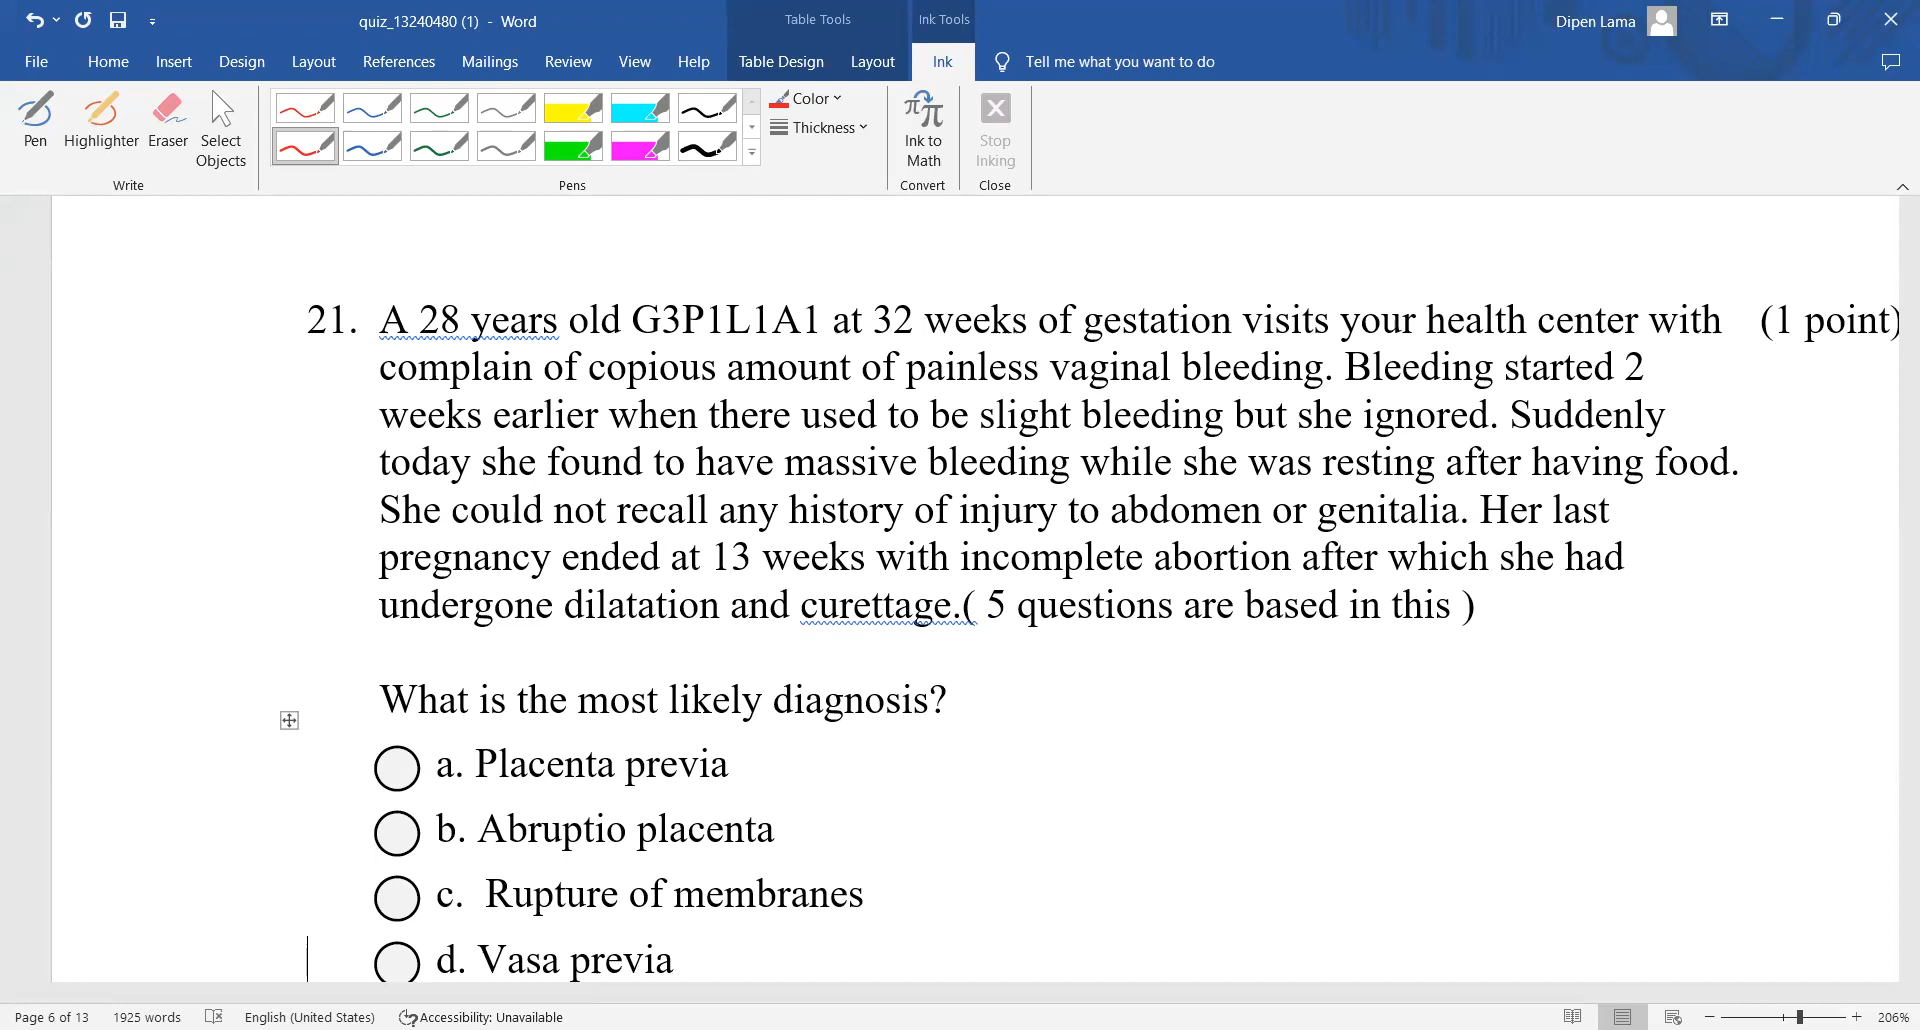 quiz_13240480 (1) - Word
Table Tools
Ink Tools
Dipen Lama
File Home Insert Design Layout References Mailings Review View Help Table Design Layout Ink Tell me what you want to do
Pen
Highlighter
Eraser
Select
Objects
Color
Thickness
Ink to
Math
Stop
Inking
Write
Pens
Convert
Close
21. A 28 years old G3P1L1A1 at 32 weeks of gestation visits your health center with (1 point)
complain of copious amount of painless vaginal bleeding. Bleeding started 2
weeks earlier when there used to be slight bleeding but she ignored. Suddenly
today she found to have massive bleeding while she was resting after having food.
She could not recall any history of injury to abdomen or genitalia. Her last
pregnancy ended at 13 weeks with incomplete abortion after which she had
undergone dilatation and curettage.( 5 questions are based in this )
What is the most likely diagnosis?
a. Placenta previa
b. Abruptio placenta
c. Rupture of membranes
d. Vasa previa
Page 6 of 13 1925 words English (United States) Accessibility: Unavailable 206%